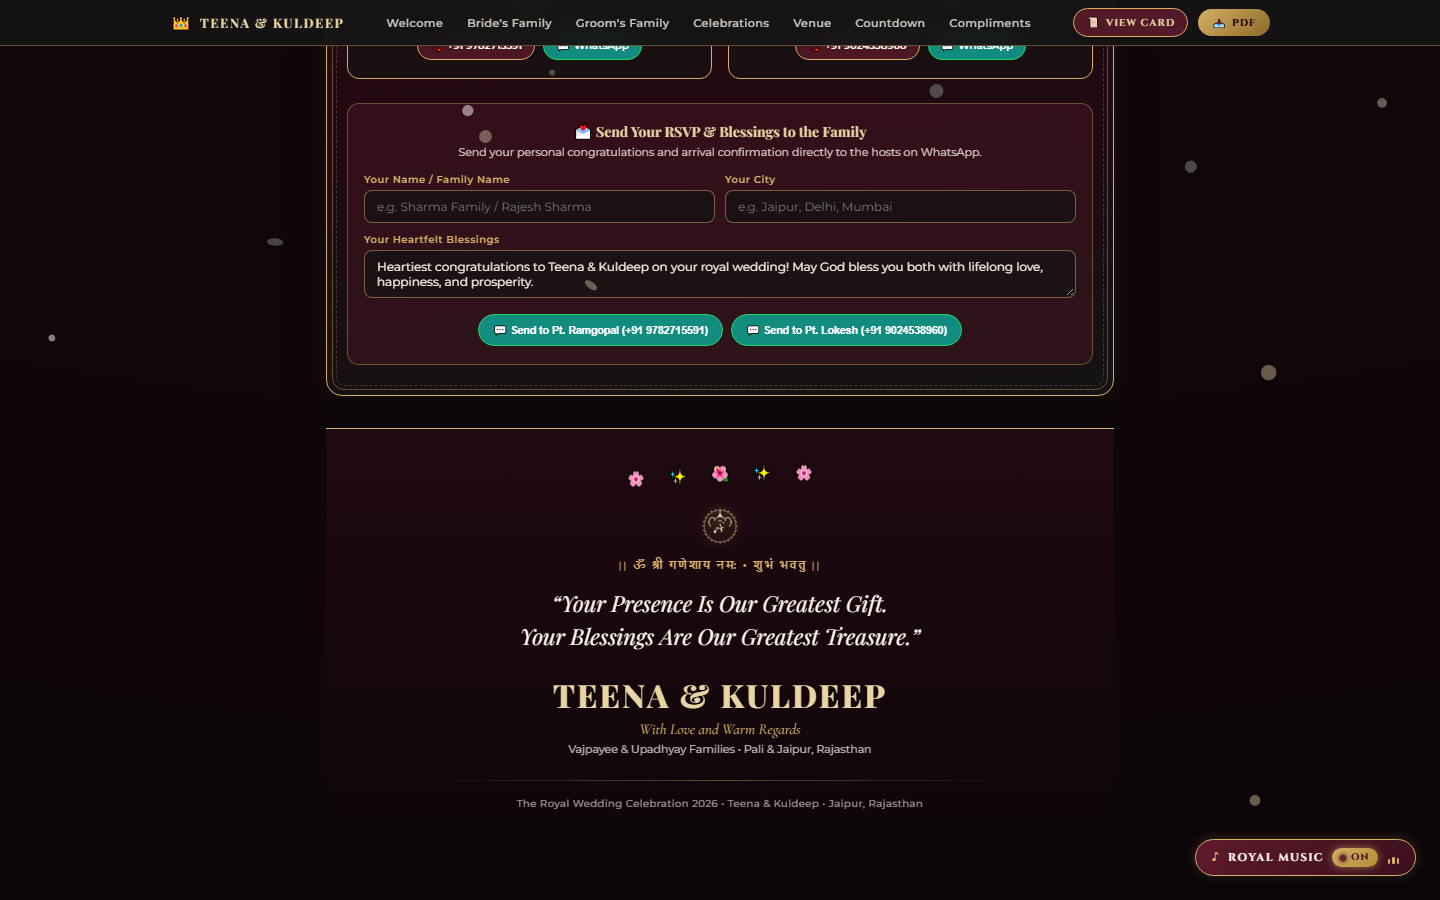 TEENA & KULDEEP
Welcome
Bride's Family
Groom's Family
Celebrations
Venue
Countdown
Compliments
VIEW CARD
PDF
WhatsApp
WhatsApp
Send Your RSVP & Blessings to the Family
Send your personal congratulations and arrival confirmation directly to the hosts on WhatsApp.
Your Name / Family Name
Your City
e.g. Sharma Family / Rajesh Sharma
e.g. Jaipur, Delhi, Mumbai
Your Heartfelt Blessings
Heartiest congratulations to Teena & Kuldeep on your royal wedding! May God bless you both with lifelong love,
happiness, and prosperity.
Send to Pt. Ramgopal (+91 9782715591)
Send to Pt. Lokesh (+91 9024538960)
|| ॐ श्री गणेशाय नमः • शुभं भवतु ||
“Your Presence Is Our Greatest Gift.
Your Blessings Are Our Greatest Treasure.”
TEENA & KULDEEP
With Love and Warm Regards
Vajpayee & Upadhyay Families • Pali & Jaipur, Rajasthan
The Royal Wedding Celebration 2026 • Teena & Kuldeep • Jaipur, Rajasthan
ROYAL MUSIC
ON